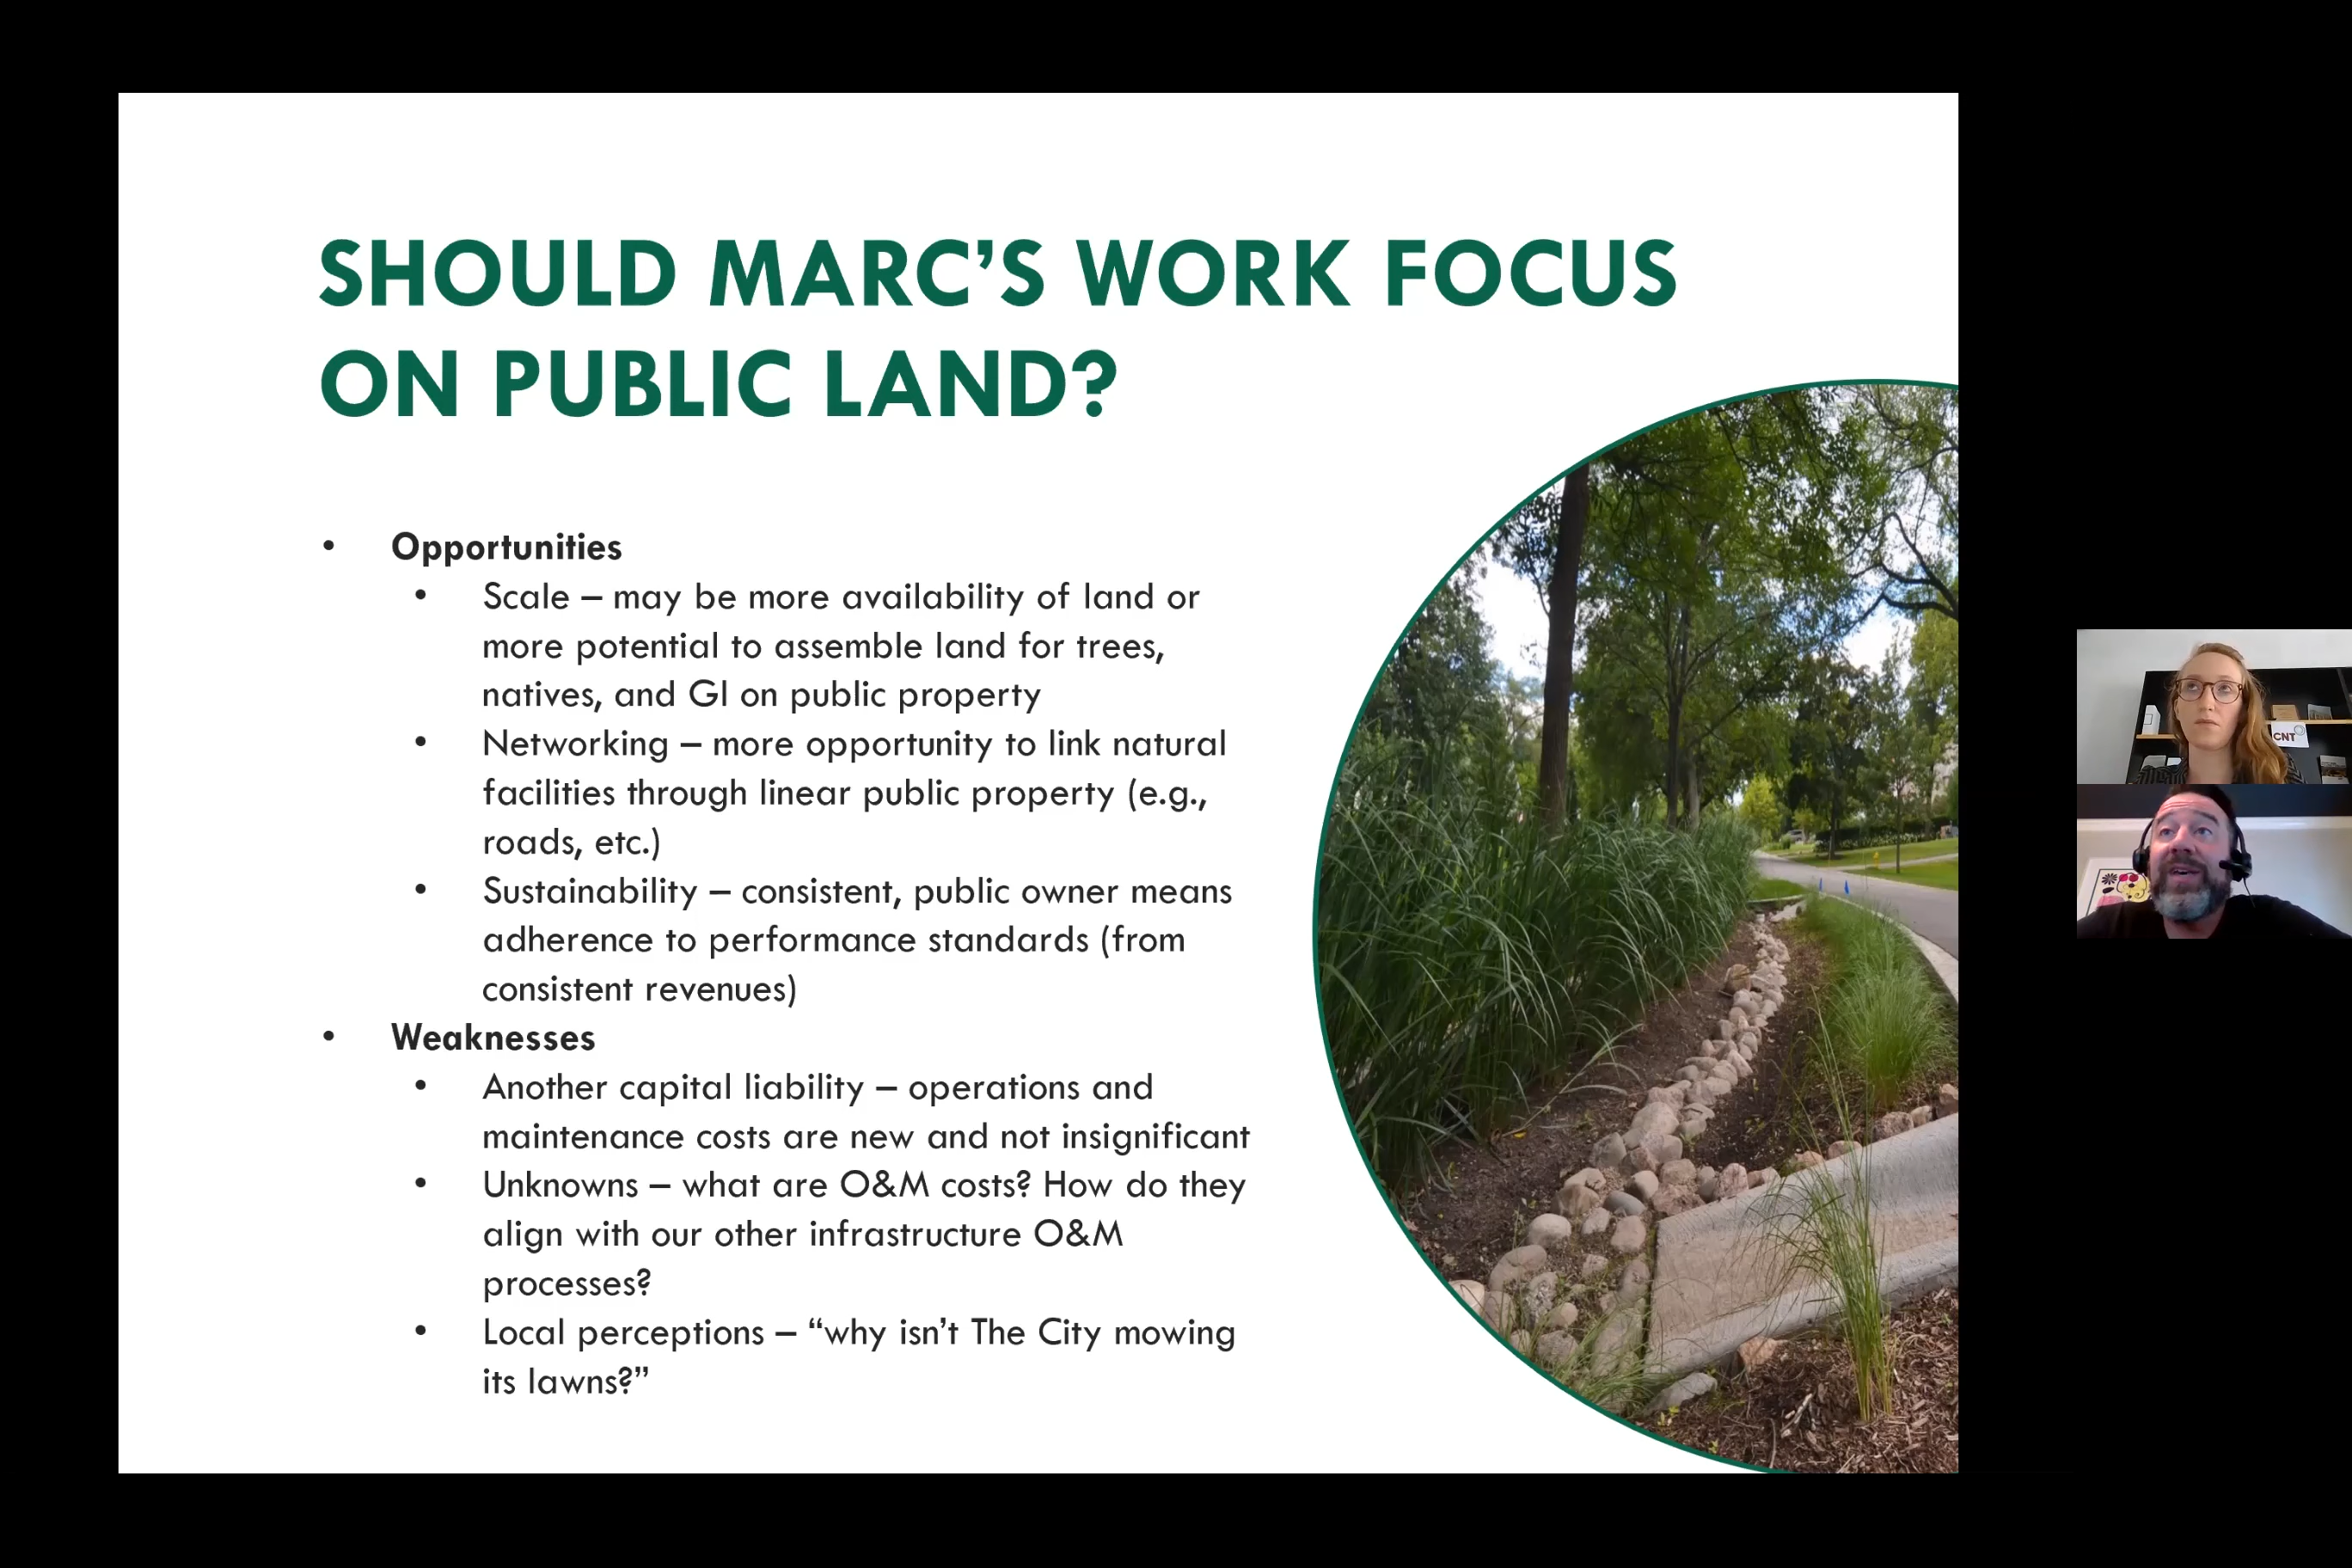 SHOULD MARC’S WORK FOCUS
ON PUBLIC LAND?
• Opportunities
• Scale – may be more availability of land or
more potential to assemble land for trees,
natives, and GI on public property
• Networking – more opportunity to link natural
facilities through linear public property (e.g.,
roads, etc.)
• Sustainability – consistent, public owner means
adherence to performance standards (from
consistent revenues)
• Weaknesses
• Another capital liability – operations and
maintenance costs are new and not insignificant
• Unknowns – what are O&M costs? How do they
align with our other infrastructure O&M
processes?
• Local perceptions – “why isn’t The City mowing
its lawns?”
CNT